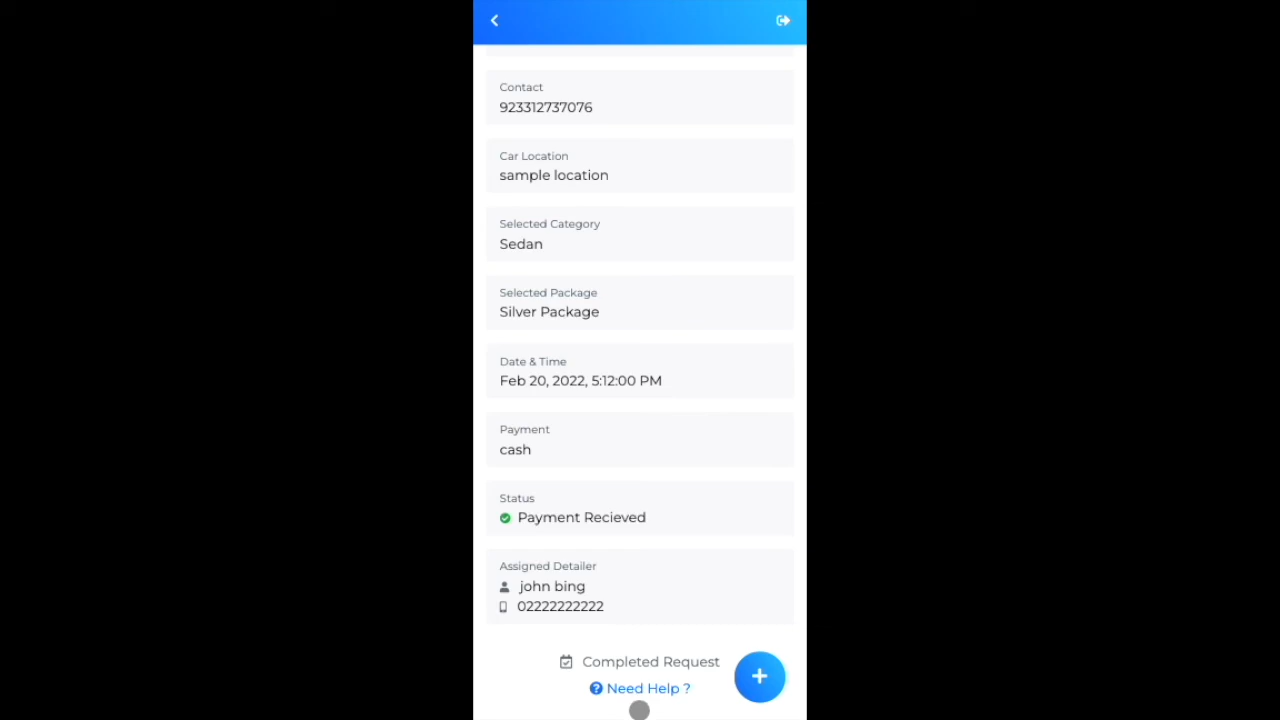 Contact
923312737076
Car Location
sample location
Selected Category
Sedan
Selected Package
Silver Package
Date & Time
Feb 20, 2022, 5:12:00 PM
Payment
cash
Status
Payment Recieved
Assigned Detailer
john bing
02222222222
Completed Request
Need Help ?